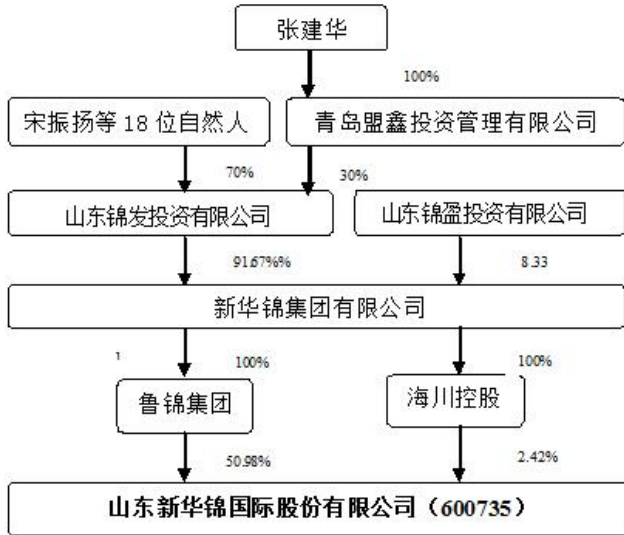 张建华
100%
宋振扬等 18 位自然人
青岛盟鑫投资管理有限公司
70%
30%
山东锦发投资有限公司
山东锦盈投资有限公司
91.67%%
8.33
新华锦集团有限公司
1
100%
100%
鲁锦集团
海川控股
50.98%
2.42%
山东新华锦国际股份有限公司（600735）